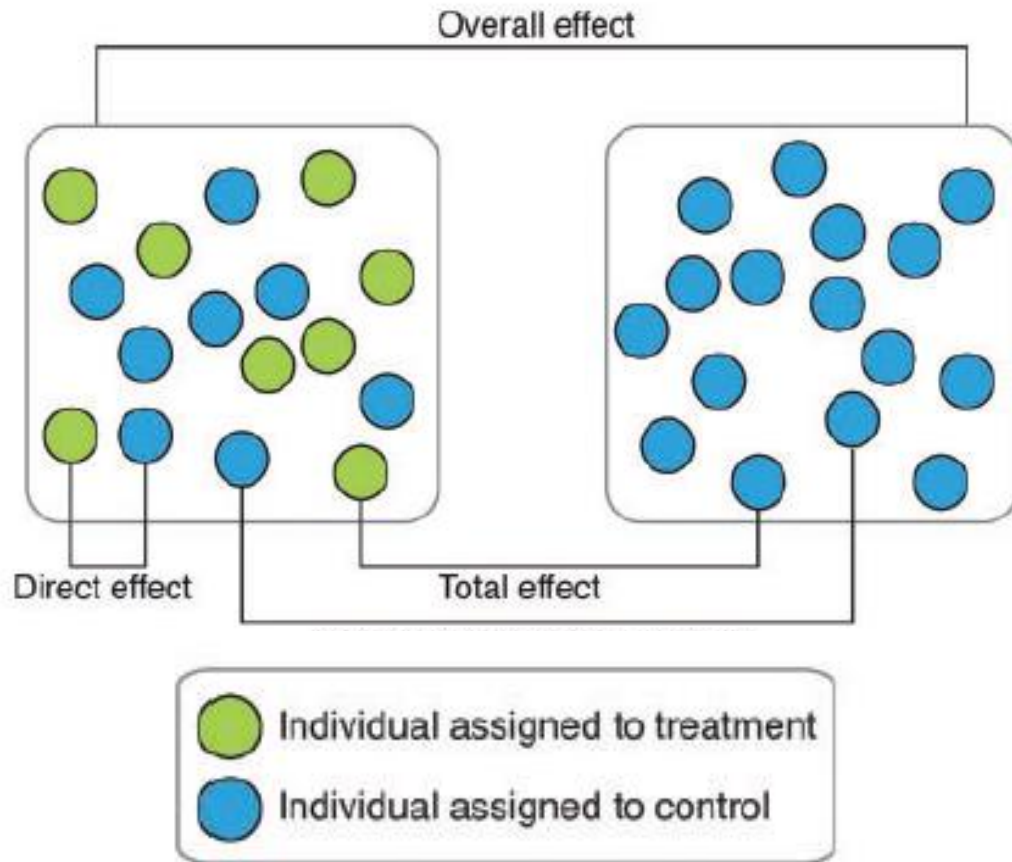 Overall effect
Direct effect
Total effect
Individual assigned to treatment
Individual assigned to control